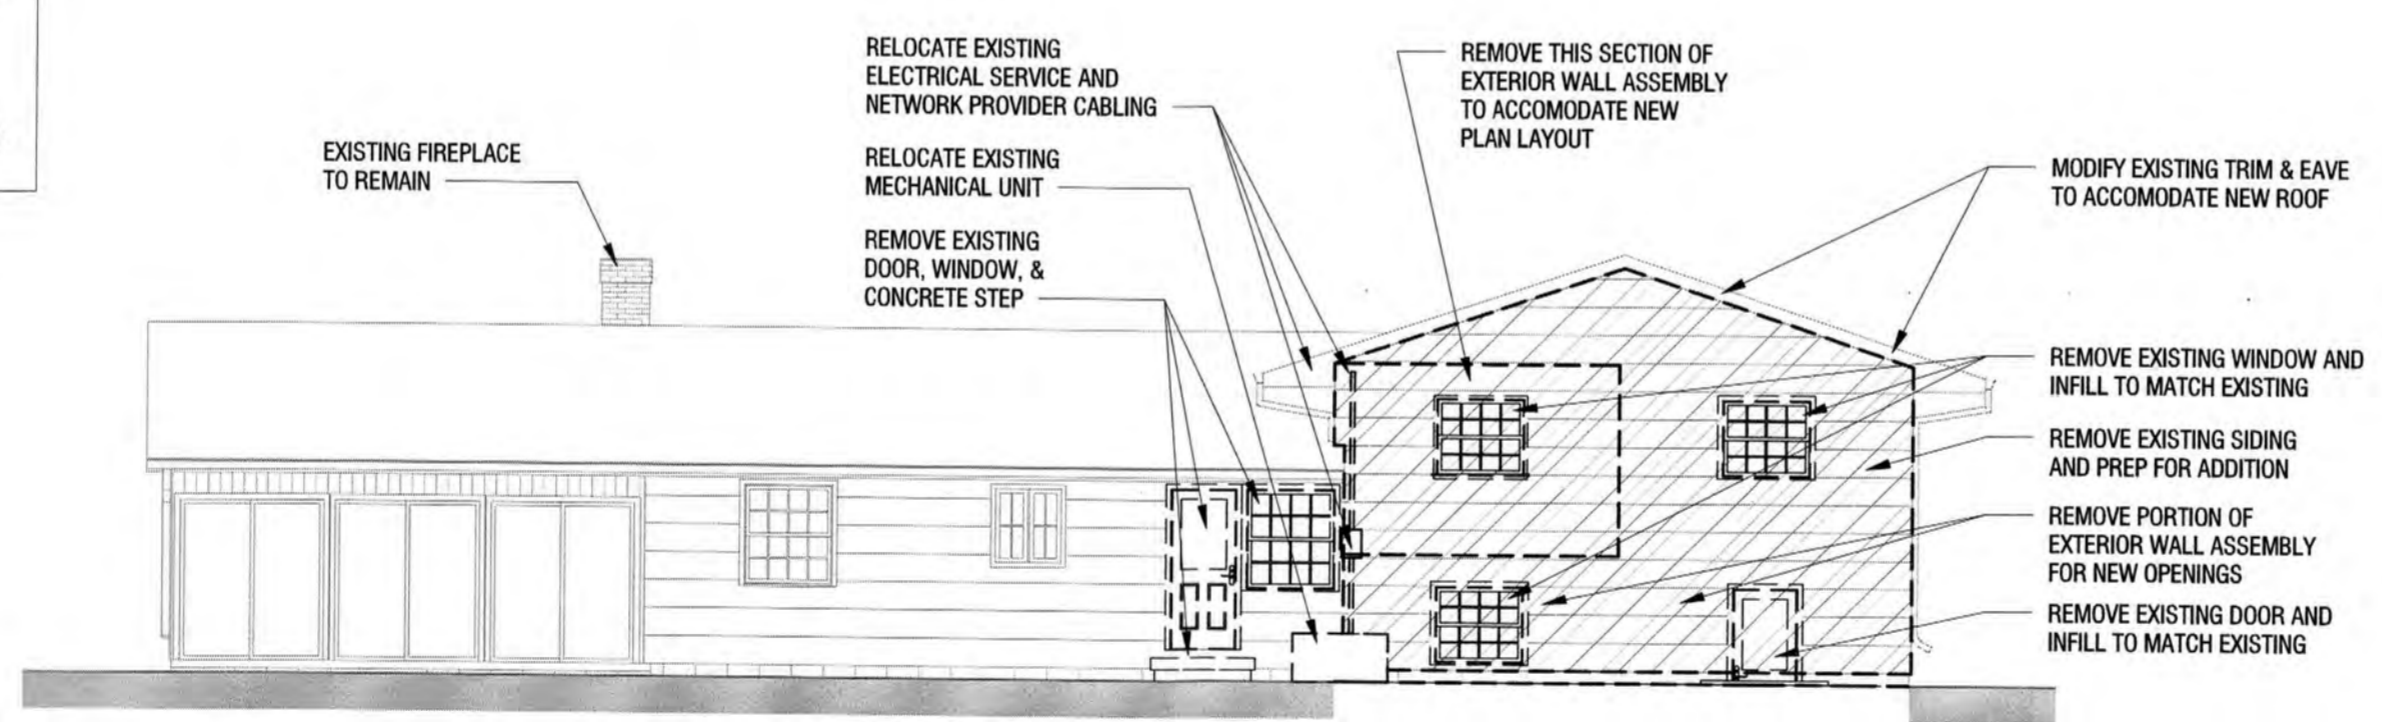 EXISTING FIREPLACE
TO REMAIN
RELOCATE EXISTING
ELECTRICAL SERVICE AND
NETWORK PROVIDER CABLING
RELOCATE EXISTING
MECHANICAL UNIT
REMOVE EXISTING
DOOR, WINDOW, &
CONCRETE STEP
REMOVE THIS SECTION OF
EXTERIOR WALL ASSEMBLY
TO ACCOMODATE NEW
PLAN LAYOUT
MODIFY EXISTING TRIM & EAVE
TO ACCOMODATE NEW ROOF
REMOVE EXISTING WINDOW AND
INFILL TO MATCH EXISTING
REMOVE EXISTING SIDING
AND PREP FOR ADDITION
REMOVE PORTION OF
EXTERIOR WALL ASSEMBLY
FOR NEW OPENINGS
REMOVE EXISTING DOOR AND
INFILL TO MATCH EXISTING